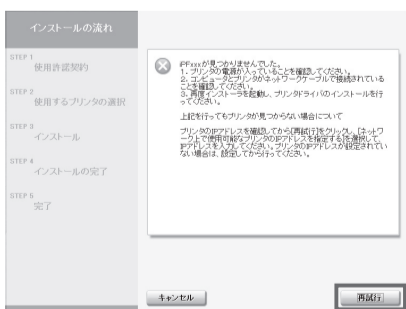 インストールの流れ
STEP 1
使用許諾契約
STEP 2
使用するプリンタの選択
STEP 3
インストール
STEP 4
インストールの完了
STEP 5
完了
iPFxxxが見つかりませんでした。
1. プリンタの電源が入っていることを確認してください。
2. コンピュータとプリンタがネットワークケーブルで接続されている
ことを確認してください。
3. 再度インストーラを起動し、プリンタドライバのインストールを行
ってください。
上記を行ってもプリンタが見つからない場合について
プリンタのIPアドレスを確認してから[再試行]をクリックし、[ネットワ
ーク上で使用可能なプリンタのIPアドレスを指定する]を選択して、
IPアドレスを入力してください。プリンタのIPアドレスが設定されてい
ない場合は、設定してから行ってください。
キャンセル
再試行